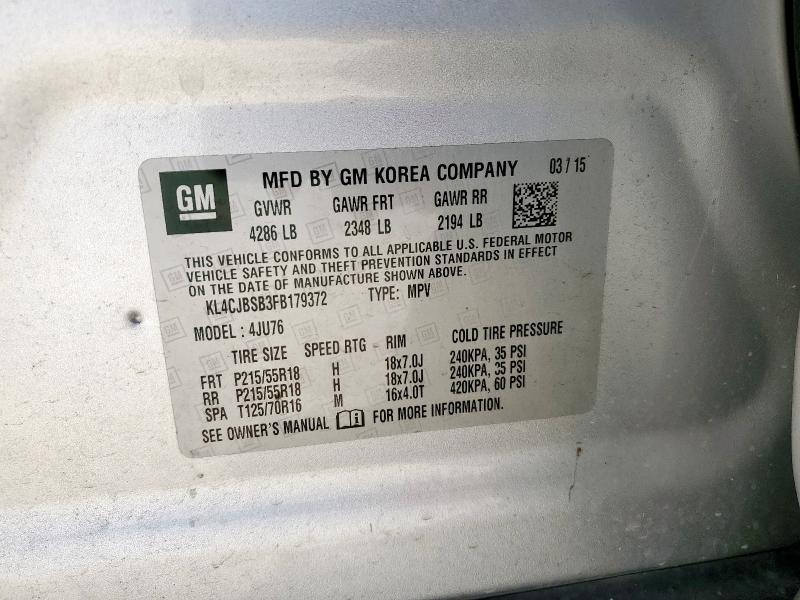 GM
MFD BY GM KOREA COMPANY 03 / 15
GVWR GAWR FRT GAWR RR
4286 LB 2348 LB 2194 LB
THIS VEHICLE CONFORMS TO ALL APPLICABLE U.S. FEDERAL MOTOR
VEHICLE SAFETY AND THEFT PREVENTION STANDARDS IN EFFECT
ON THE DATE OF MANUFACTURE SHOWN ABOVE.
KL4CJBSB3FB179372 TYPE: MPV
MODEL : 4JU76
TIRE SIZE SPEED RTG RIM COLD TIRE PRESSURE
FRT P215/55R18 H 18x7.0J 240KPA, 35 PSI
RR P215/55R18 H 18x7.0J 240KPA, 35 PSI
SPA T125/70R16 M 16x4.0T 420KPA, 60 PSI
SEE OWNER'S MANUAL FOR MORE INFORMATION.